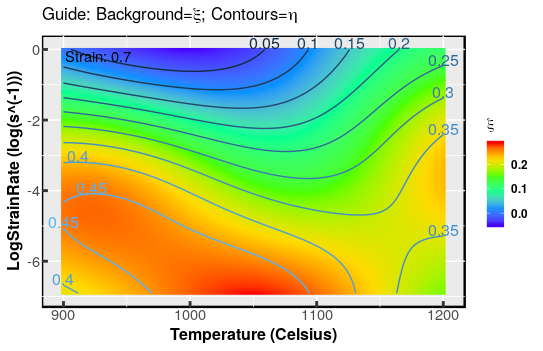 Guide: Background=ξ; Contours=η
0.05 0.1 0.15 0.2
Strain: 0.7
0.25
0.3
0.35
0.4
0.45
0.45
0.35
0.4
0
-2
-4
-6
LogStrainRate (log(s^(-1)))
900 1000 1100 1200
Temperature (Celsius)
ξ
0.2
0.1
0.0